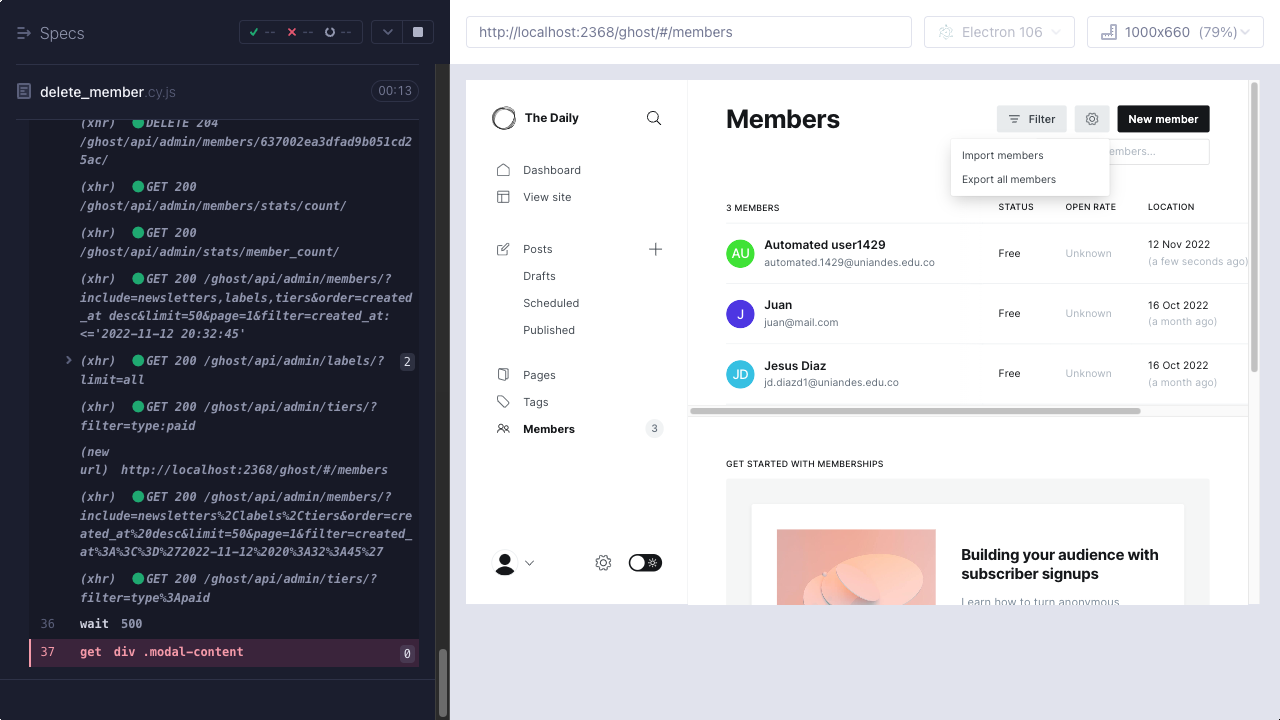 Specs
--
--
--
http://localhost:2368/ghost/#/members
Electron 106
1000x660 (79%)
delete_member.cy.js
00:13
(xhr) DELETE 204
/ghost/api/admin/members/637002ea3dfad9b051cd2
5ac/
(xhr) GET 200
/ghost/api/admin/members/stats/count/
(xhr) GET 200
/ghost/api/admin/stats/member_count/
(xhr) GET 200 /ghost/api/admin/members/?
include=newsletters,labels,tiers&order=created
_at desc&limit=50&page=1&filter=created_at:
<='2022-11-12 20:32:45'
(xhr) GET 200 /ghost/api/admin/labels/?
limit=all
2
(xhr) GET 200 /ghost/api/admin/tiers/?
filter=type:paid
(new
url) http://localhost:2368/ghost/#/members
(xhr) GET 200 /ghost/api/admin/members/?
include=newsletters%2Clabels%2Ctiers&order=cre
ated_at%20desc&limit=50&page=1&filter=created_
at%3A%3C%3D%272022-11-12%2020%3A32%3A45%27
(xhr) GET 200 /ghost/api/admin/tiers/?
filter=type%3Apaid
36 wait 500
37 get div .modal-content 0
The Daily
Dashboard
View site
Posts
Drafts
Scheduled
Published
Pages
Tags
Members 3
Members
Filter
New member
Import members
Export all members
embers...
3 MEMBERS STATUS OPEN RATE LOCATION
AU Automated user1429 Free Unknown 12 Nov 2022
automated.1429@uniandes.edu.co (a few seconds ago)
J Juan Free Unknown 16 Oct 2022
juan@mail.com (a month ago)
JD Jesus Diaz Free Unknown 16 Oct 2022
jd.diazd1@uniandes.edu.co (a month ago)
GET STARTED WITH MEMBERSHIPS
Building your audience with
subscriber signups
Learn how to turn anonymous